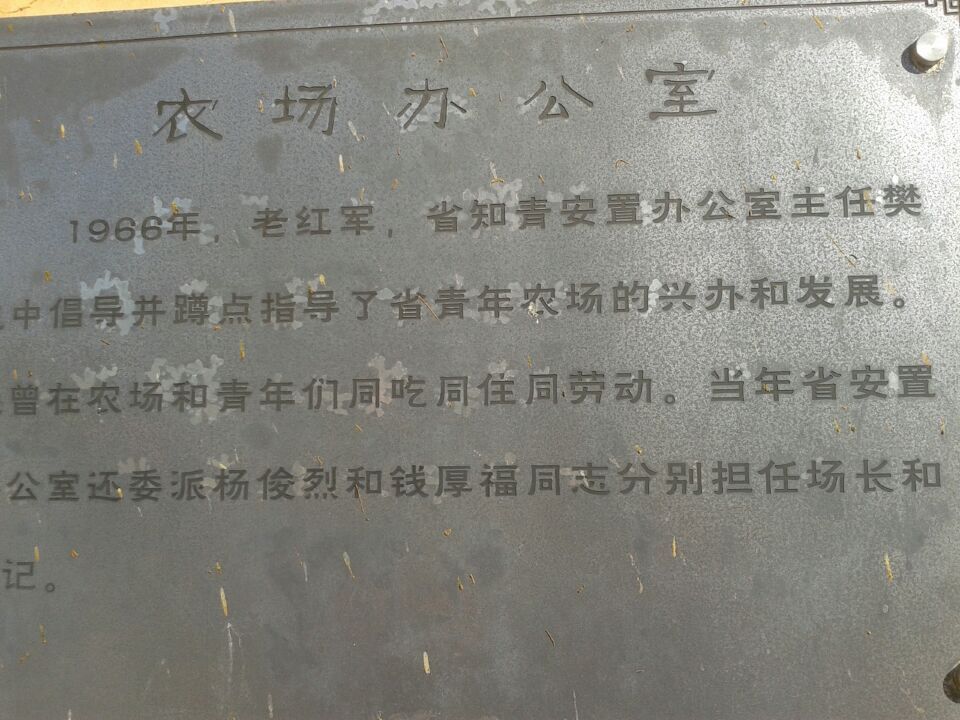 农场办公室
1966年，老红军，省知青安置办公室主任樊
中倡导并蹲点指导了省青年农场的兴办和发展。
曾在农场和青年们同吃同住同劳动。当年省安置
公室还委派杨俊烈和钱厚福同志分别担任场长和
记。